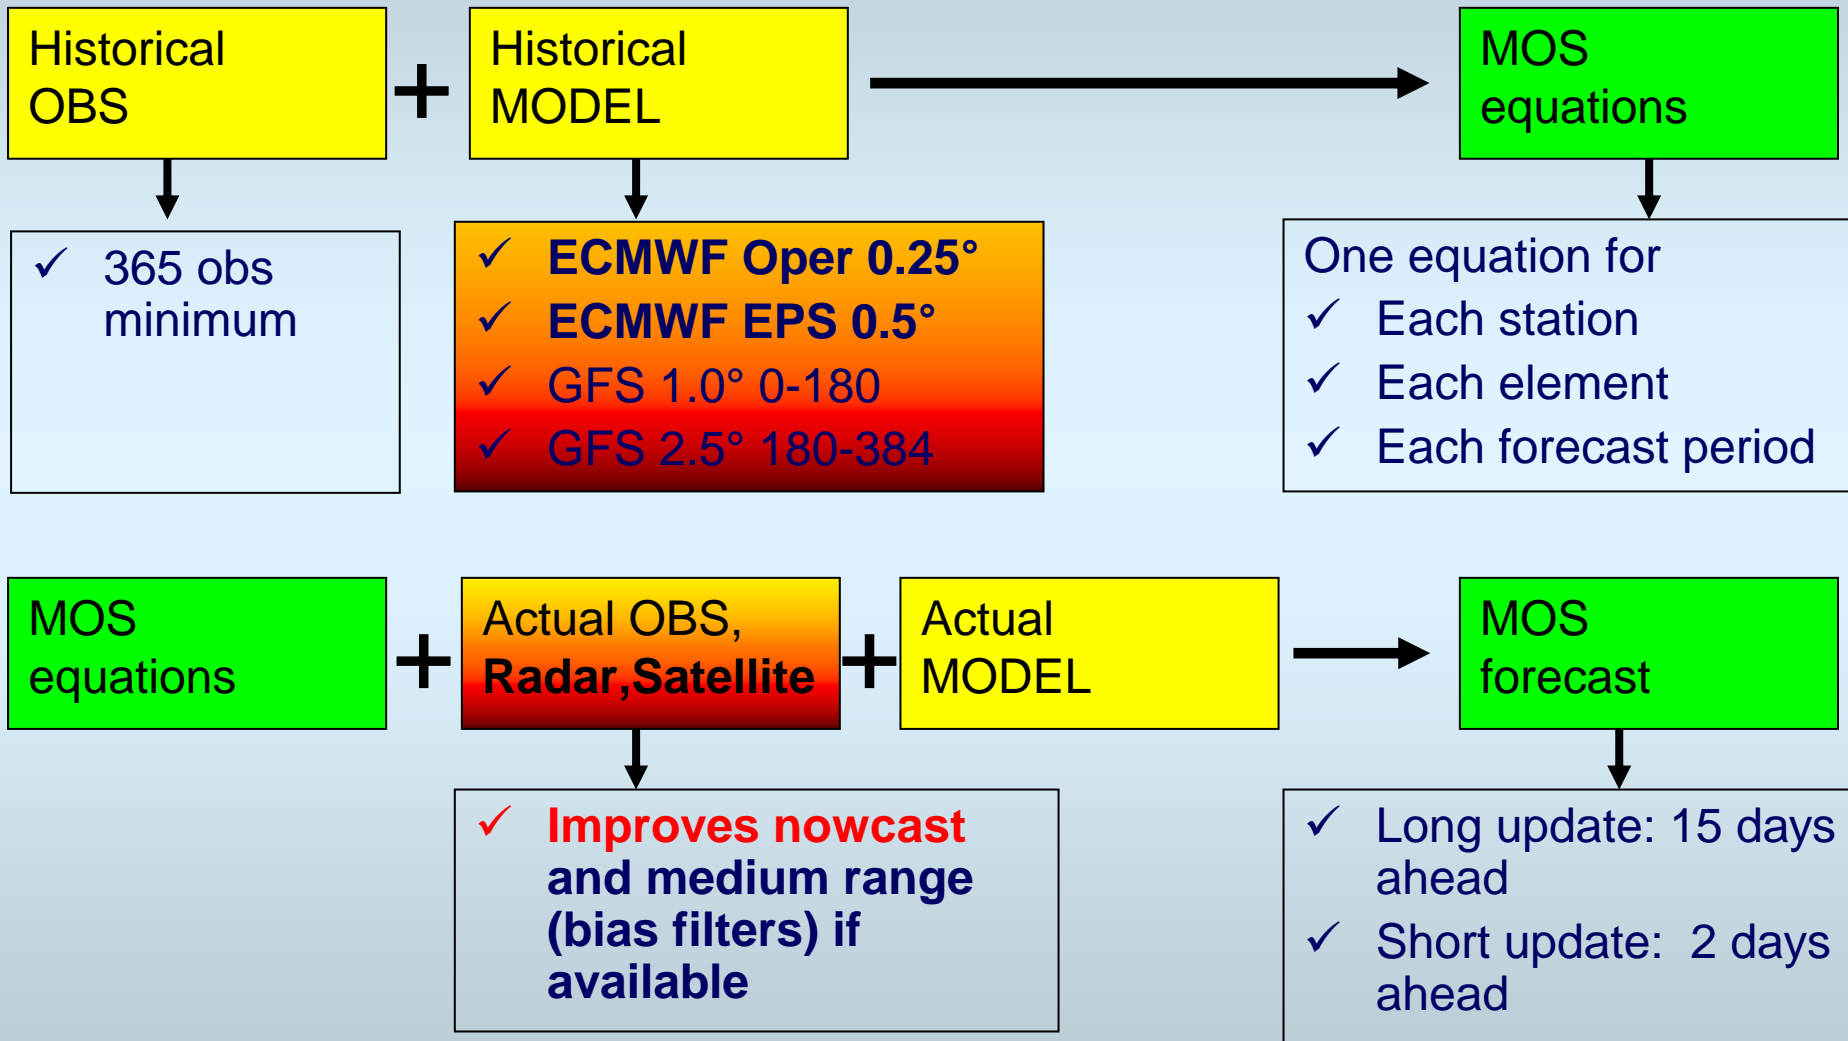 Historical
OBS
+
Historical
MODEL
MOS
equations
✓ 365 obs
minimum
✓ ECMWF Oper 0.25°
✓ ECMWF EPS 0.5°
✓ GFS 1.0° 0-180
✓ GFS 2.5° 180-384
One equation for
✓ Each station
✓ Each element
✓ Each forecast period
MOS
equations
+
Actual OBS,
Radar,Satellite
+
Actual
MODEL
MOS
forecast
✓ Improves nowcast
and medium range
(bias filters) if
available
✓ Long update: 15 days
ahead
✓ Short update: 2 days
ahead